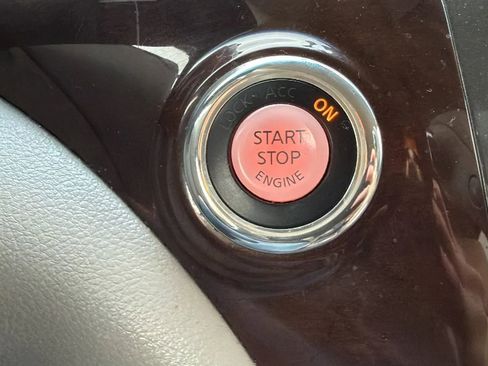 LOCK ACC ON
START
STOP
ENGINE